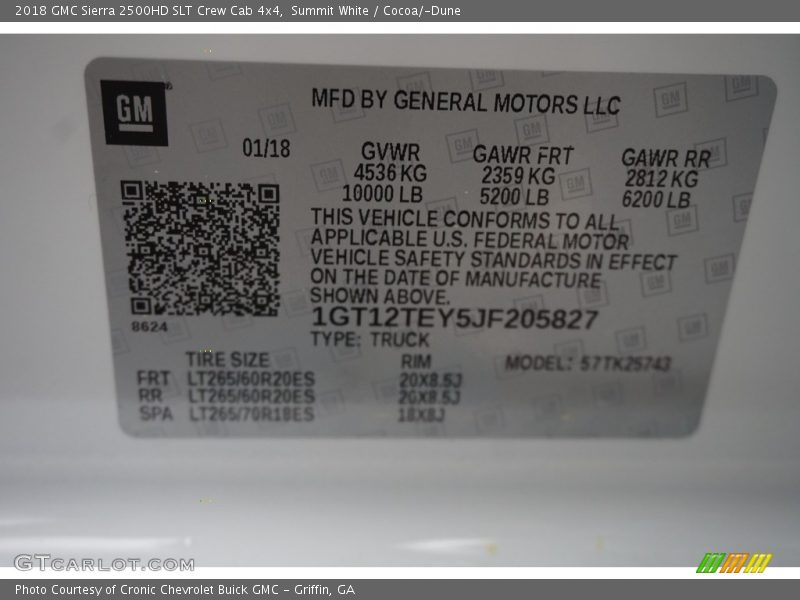 2018 GMC Sierra 2500HD SLT Crew Cab 4x4, Summit White / Cocoa/-Dune
GM®
MFD BY GENERAL MOTORS LLC
01/18
GVWR GAWR FRT GAWR RR
4536 KG 2359 KG 2812 KG
10000 LB 5200 LB 6200 LB
THIS VEHICLE CONFORMS TO ALL
APPLICABLE U.S. FEDERAL MOTOR
VEHICLE SAFETY STANDARDS IN EFFECT
ON THE DATE OF MANUFACTURE
SHOWN ABOVE.
8624
1GT12TEY5JF205827
TYPE: TRUCK
TIRE SIZE RIM MODEL: 57TK25743
FRT LT265/60R20ES 20X8.5J
RR LT265/60R20ES 20X8.5J
SPA LT265/70R18ES 18X8J
GTCARLOT.COM
Photo Courtesy of Cronic Chevrolet Buick GMC - Griffin, GA